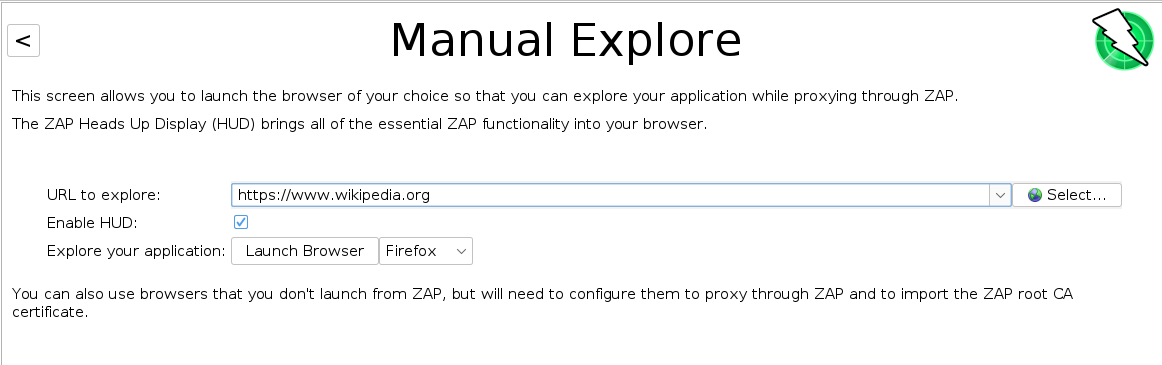 <
Manual Explore
This screen allows you to launch the browser of your choice so that you can explore your application while proxying through ZAP.
The ZAP Heads Up Display (HUD) brings all of the essential ZAP functionality into your browser.
URL to explore: https://www.wikipedia.org Select...
Enable HUD:
Explore your application: Launch Browser Firefox
You can also use browsers that you don't launch from ZAP, but will need to configure them to proxy through ZAP and to import the ZAP root CA
certificate.